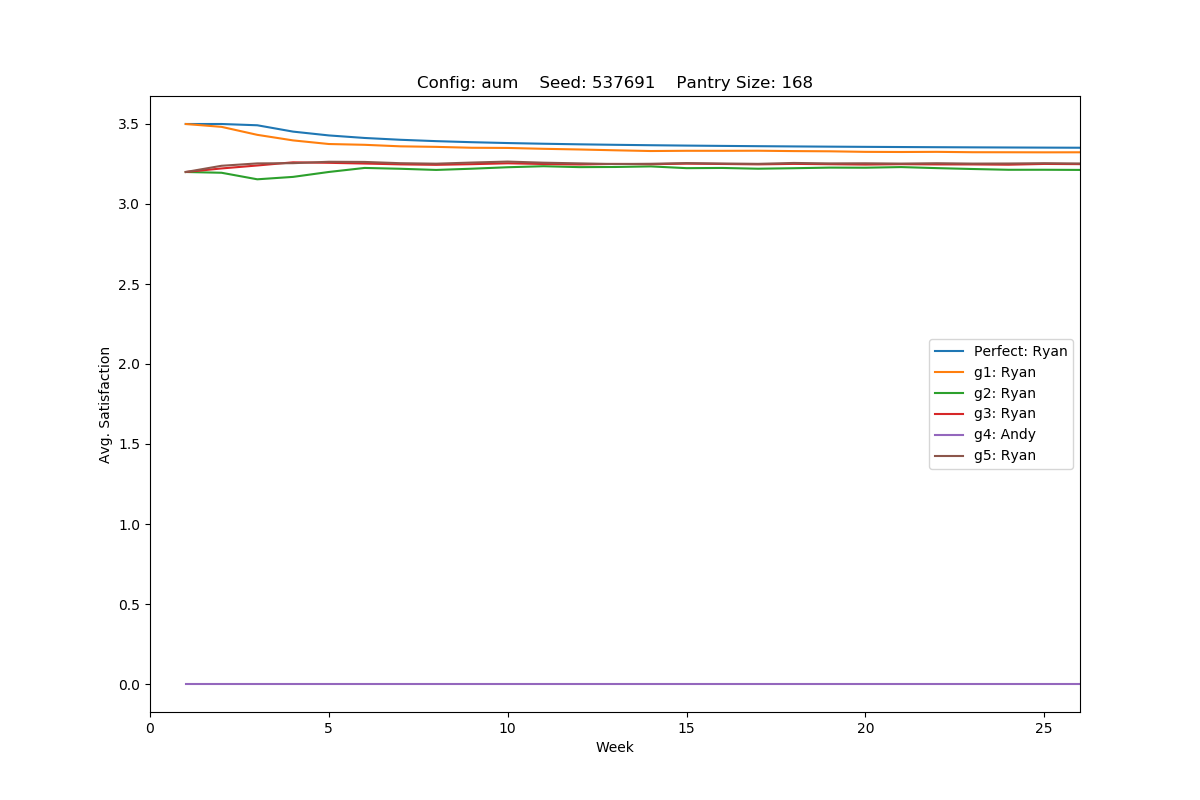 Config: aum    Seed: 537691    Pantry Size: 168
3.5
3.0
2.5
2.0
1.5
1.0
0.5
0.0
Avg. Satisfaction
Perfect: Ryan
g1: Ryan
g2: Ryan
g3: Ryan
g4: Andy
g5: Ryan
0 5 10 15 20 25
Week